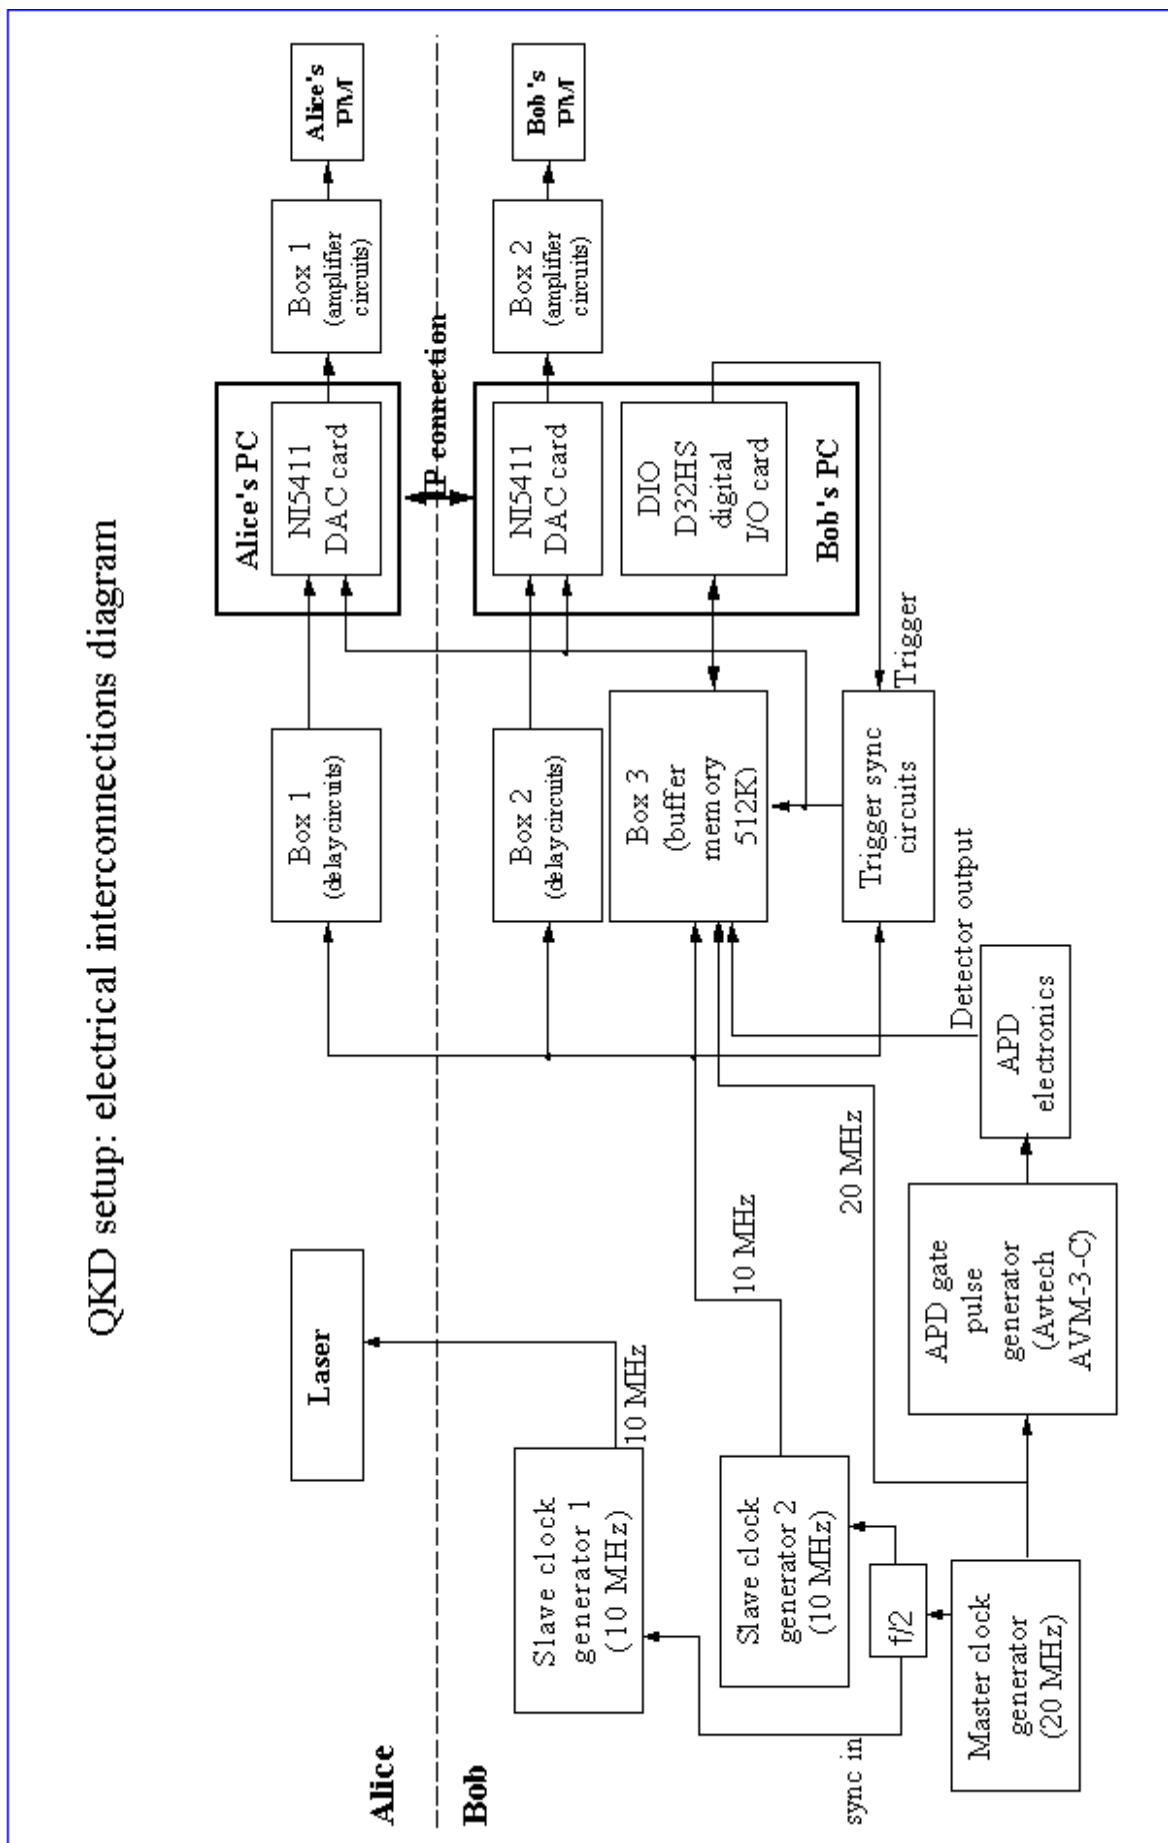 QKD setup: electrical interconnections diagram
Alice
Bob
Laser
Box 1
(delay circuits)
Alice's PC
NI5411
DAC card
Box 1
(amplifier
circuits)
Alice's
PM
IP connection
Slave clock
generator 1
(10 MHz)
10 MHz
Box 2
(delay circuits)
NI5411
DAC card
Box 2
(amplifier
circuits)
Bob's
PM
Slave clock
generator 2
(10 MHz)
10 MHz
Box 3
(buffer
memory
512K)
DIO
D32HS
digital
I/O card
Bob's PC
sync in
f/2
20 MHz
Trigger sync
circuits
Trigger
Master clock
generator
(20 MHz)
APD gate
pulse
generator
(Avtech
AVM-3-C)
APD
electronics
Detector output